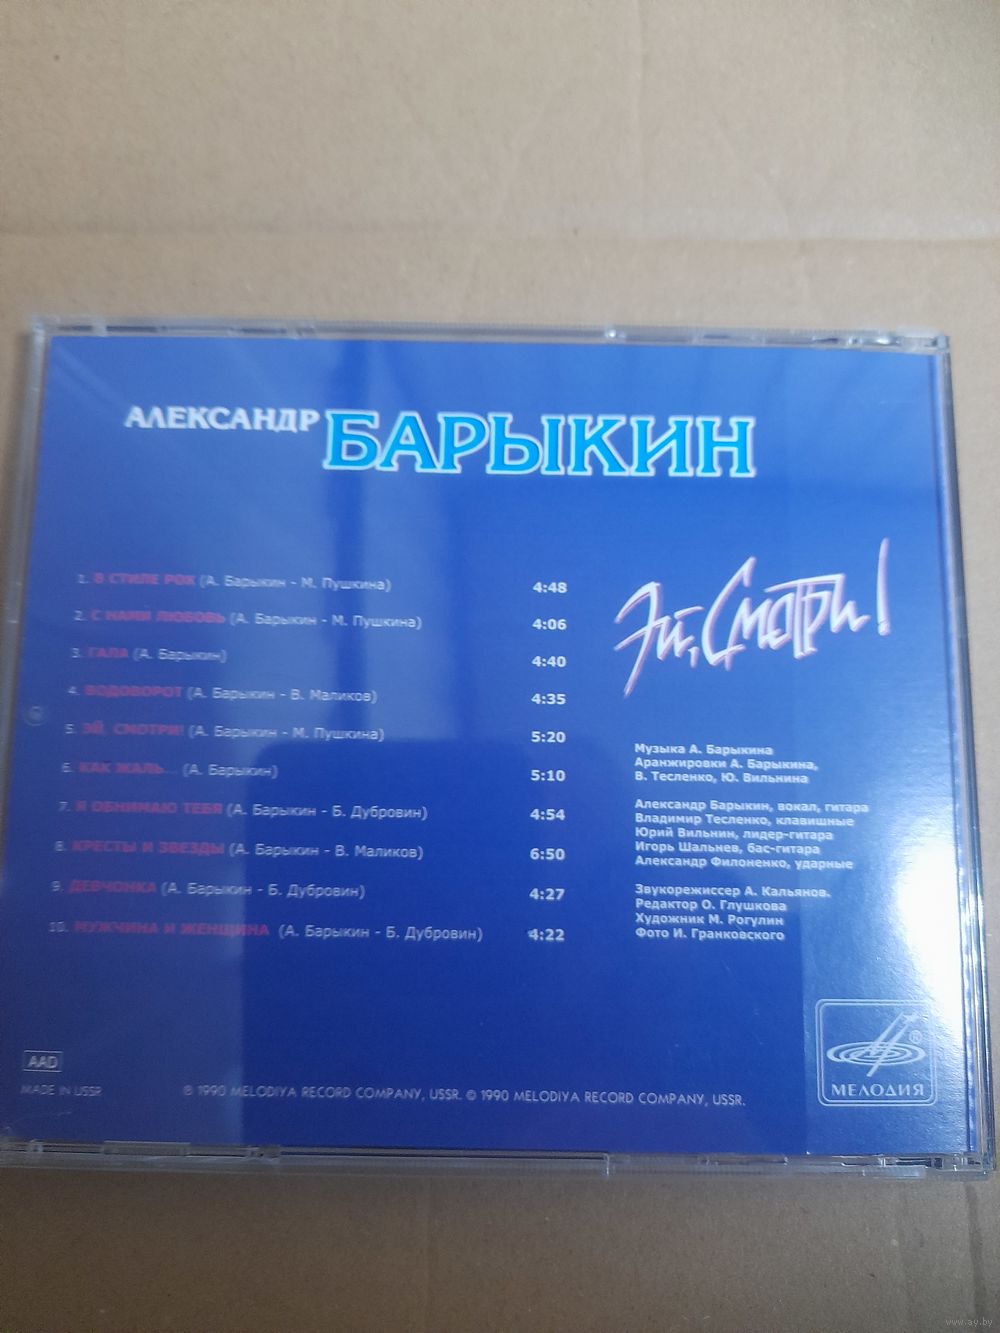 АЛЕКСАНДР БАРЫКИН
Эй, Смотри!
1. В СТИЛЕ РОК (А. Барыкин - М. Пушкина) 4:48
2. С НАМИ ЛЮБОВЬ (А. Барыкин - М. Пушкина) 4:06
3. ГАЛА (А. Барыкин) 4:40
4. ВОДОВОРОТ (А. Барыкин - В. Маликов) 4:35
5. ЭЙ, СМОТРИ! (А. Барыкин - М. Пушкина) 5:20
6. КАК ЖАЛЬ... (А. Барыкин) 5:10
7. Я ОБНИМАЮ ТЕБЯ (А. Барыкин - Б. Дубровин) 4:54
8. КРЕСТЫ И ЗВЕЗДЫ (А. Барыкин - В. Маликов) 6:50
9. ДЕВЧОНКА (А. Барыкин - Б. Дубровин) 4:27
10. МУЖЧИНА И ЖЕНЩИНА (А. Барыкин - Б. Дубровин) 4:22
Музыка А. Барыкина
Аранжировки А. Барыкина,
В. Тесленко, Ю. Вильнина
Александр Барыкин, вокал, гитара
Владимир Тесленко, клавишные
Юрий Вильнин, лидер-гитара
Игорь Шальнев, бас-гитара
Александр Филоненко, ударные
Звукорежиссер А. Кальянов.
Редактор О. Глушкова
Художник М. Рогулин
Фото И. Гранковского
AAD
MADE IN USSR
℗ 1990 MELODIYA RECORD COMPANY, USSR. © 1990 MELODIYA RECORD COMPANY, USSR.
®
МЕЛОДИЯ
www.ay.by